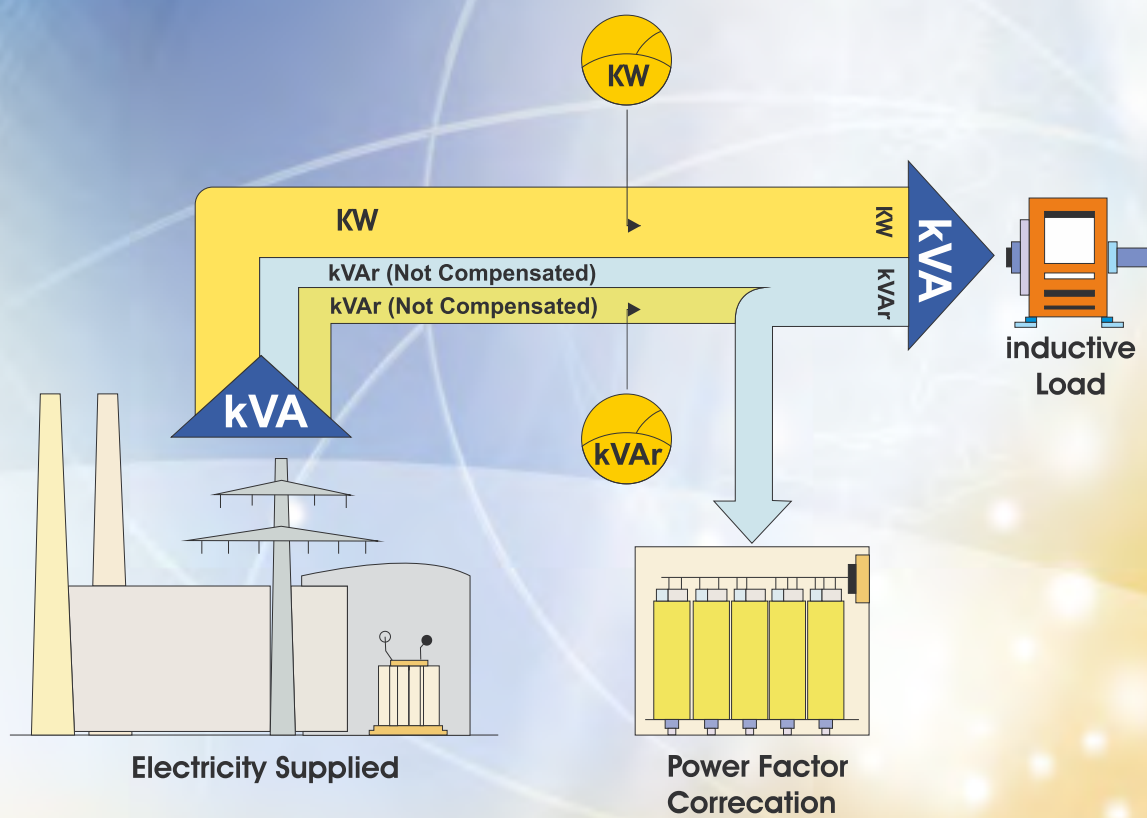 KW
KW
KW
kVA
kVAr (Not Compensated)
kVAr (Not Compensated)
kVAr
inductive
Load
kVA
kVAr
Electricity Supplied
Power Factor
Correcation